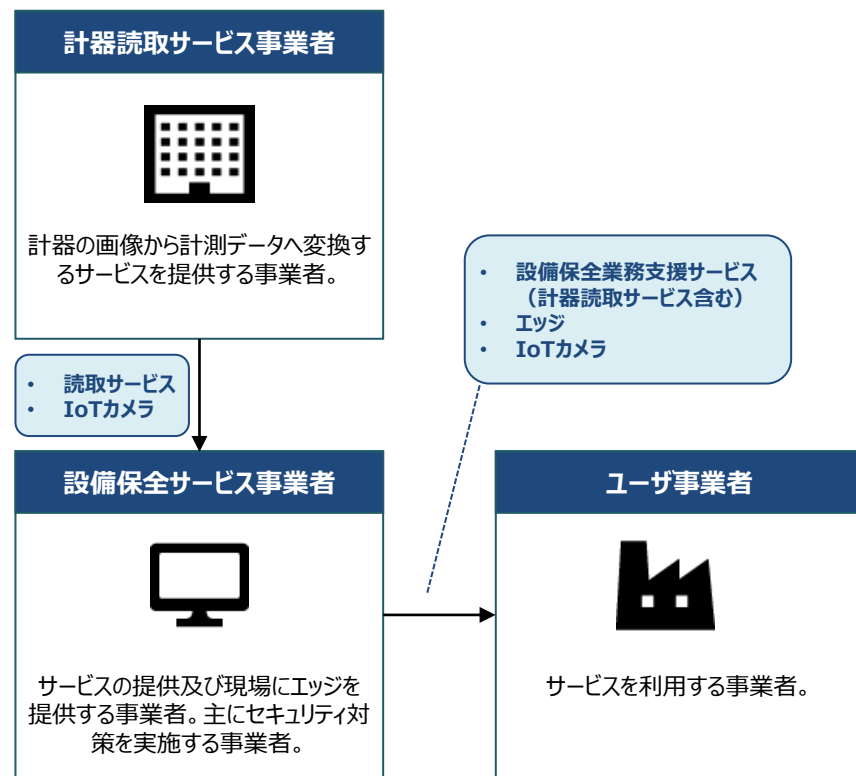 計器読取サービス事業者
計器の画像から計測データへ変換す
るサービスを提供する事業者。
• 設備保全業務支援サービス
（計器読取サービス含む）
• エッジ
• IoTカメラ
• 読取サービス
• IoTカメラ
設備保全サービス事業者
サービスの提供及び現場にエッジを
提供する事業者。主にセキュリティ対
策を実施する事業者。
ユーザ事業者
サービスを利用する事業者。